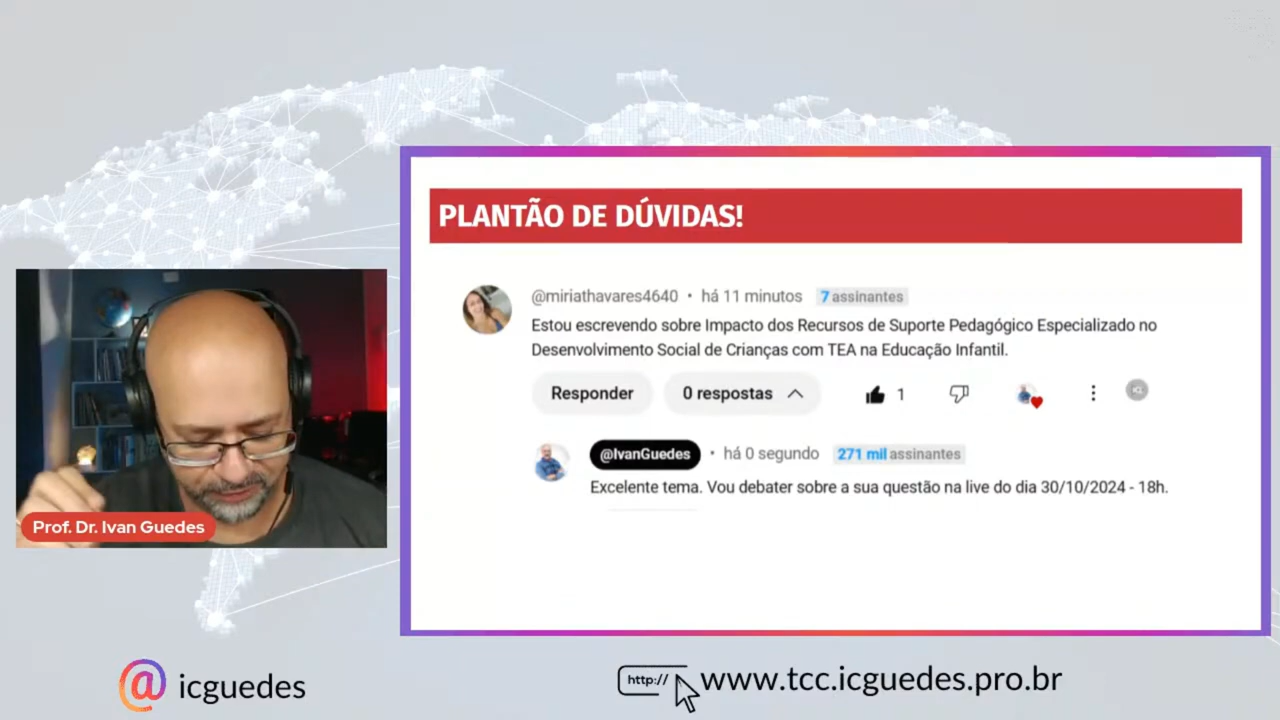 PLANTÃO DE DÚVIDAS!
@miriathavares4640 • há 11 minutos 7 assinantes
Estou escrevendo sobre Impacto dos Recursos de Suporte Pedagógico Especializado no
Desenvolvimento Social de Crianças com TEA na Educação Infantil.
Responder 0 respostas 1
@IvanGuedes • há 0 segundo 271 mil assinantes
Excelente tema. Vou debater sobre a sua questão na live do dia 30/10/2024 - 18h.
Prof. Dr. Ivan Guedes
@ icguedes
http:// www.tcc.icguedes.pro.br